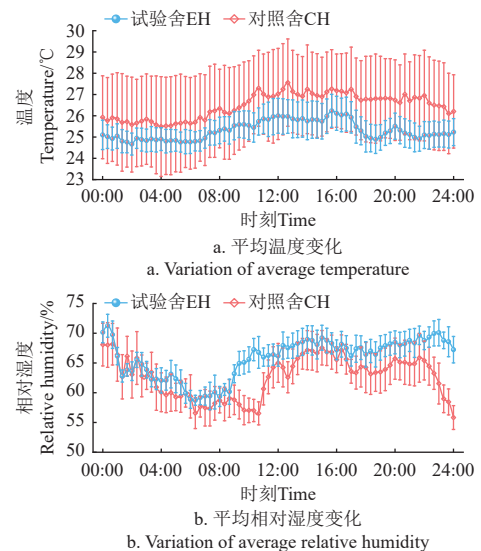 试验舍EH 对照舍CH
温度
Temperature/℃
30
29
28
27
26
25
24
23
00:00 04:00 08:00 12:00 16:00 20:00 24:00
时刻Time
a. 平均温度变化
a. Variation of average temperature
试验舍EH 对照舍CH
相对湿度
Relative humidity/%
75
70
65
60
55
50
00:00 04:00 08:00 12:00 16:00 20:00 24:00
时刻Time
b. 平均相对湿度变化
b. Variation of average relative humidity